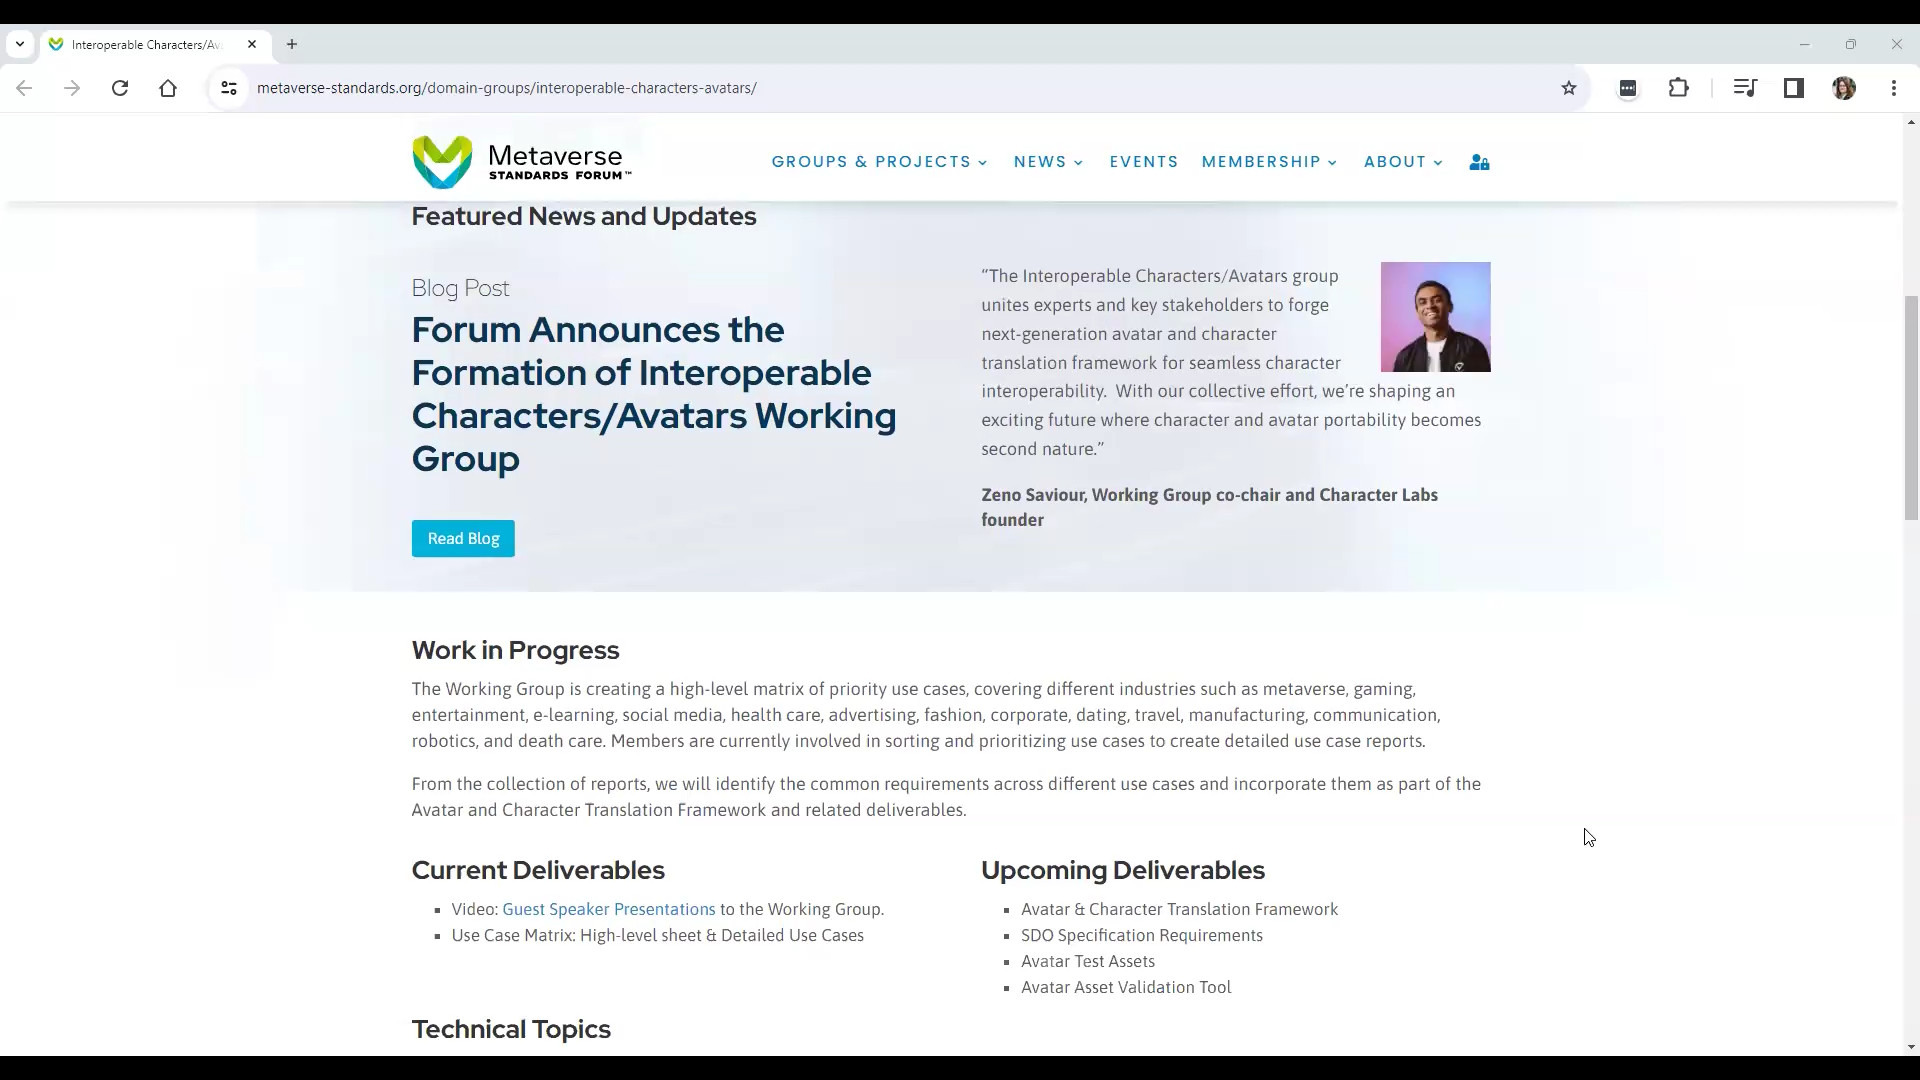 Interoperable Characters/Av
metaverse-standards.org/domain-groups/interoperable-characters-avatars/
Metaverse
STANDARDS FORUM™
GROUPS & PROJECTS
NEWS
EVENTS
MEMBERSHIP
ABOUT
Featured News and Updates
Blog Post
Forum Announces the
Formation of Interoperable
Characters/Avatars Working
Group
Read Blog
“The Interoperable Characters/Avatars group
unites experts and key stakeholders to forge
next-generation avatar and character
translation framework for seamless character
interoperability.  With our collective effort, we’re shaping an
exciting future where character and avatar portability becomes
second nature.”
Zeno Saviour, Working Group co-chair and Character Labs
founder
Work in Progress
The Working Group is creating a high-level matrix of priority use cases, covering different industries such as metaverse, gaming,
entertainment, e-learning, social media, health care, advertising, fashion, corporate, dating, travel, manufacturing, communication,
robotics, and death care. Members are currently involved in sorting and prioritizing use cases to create detailed use case reports.
From the collection of reports, we will identify the common requirements across different use cases and incorporate them as part of the
Avatar and Character Translation Framework and related deliverables.
Current Deliverables
Video: Guest Speaker Presentations to the Working Group.
Use Case Matrix: High-level sheet & Detailed Use Cases
Upcoming Deliverables
Avatar & Character Translation Framework
SDO Specification Requirements
Avatar Test Assets
Avatar Asset Validation Tool
Technical Topics